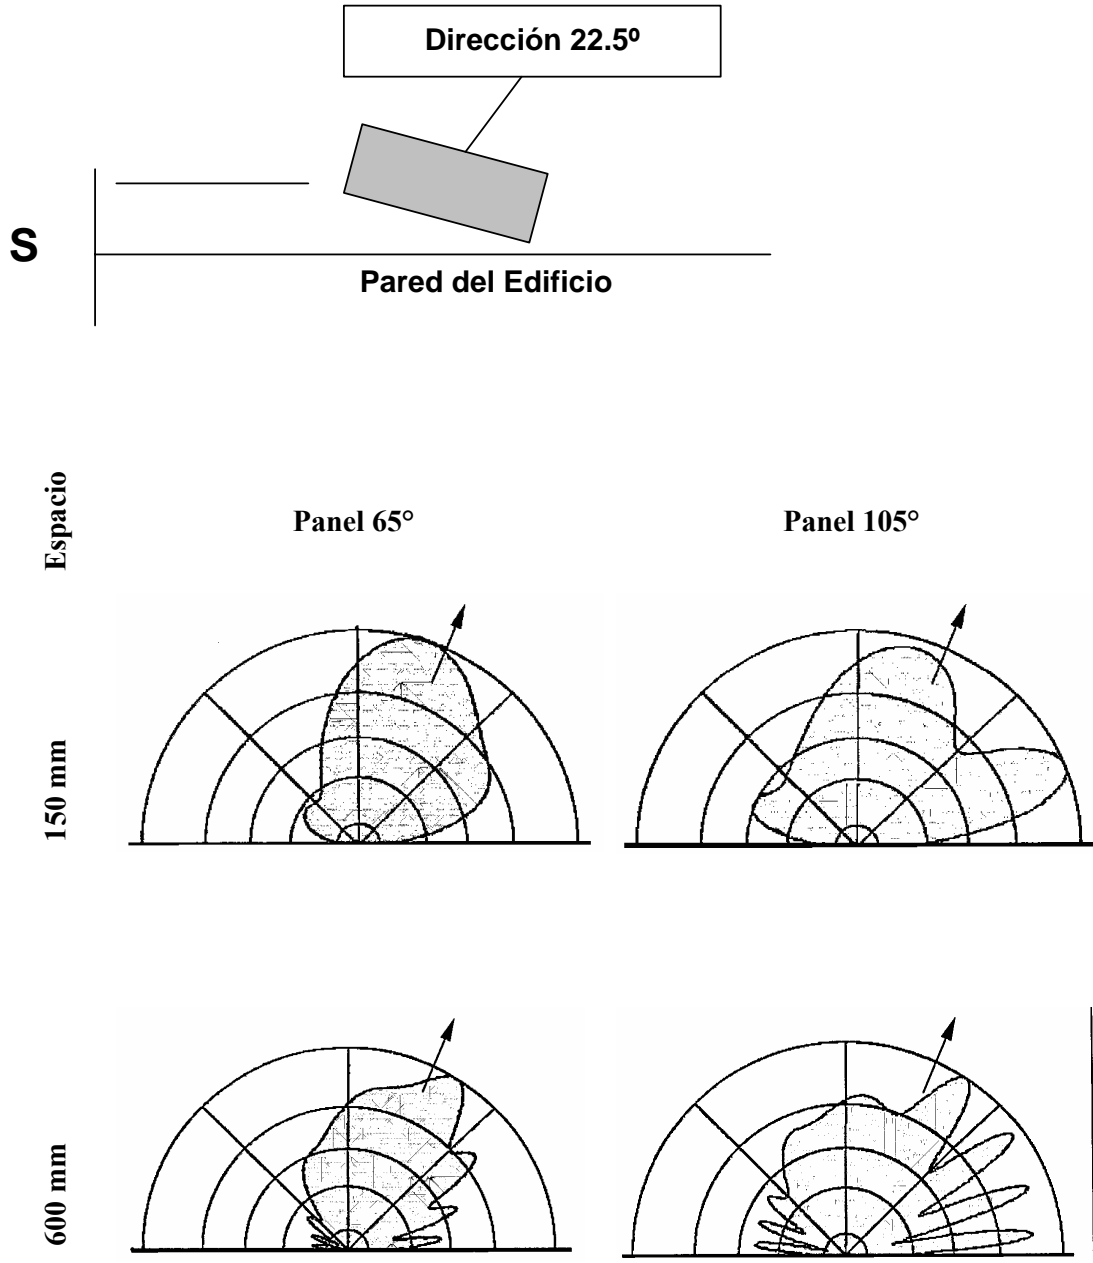 Dirección 22.5º
S
Pared del Edificio
Espacio
Panel 65°
Panel 105°
150 mm
600 mm